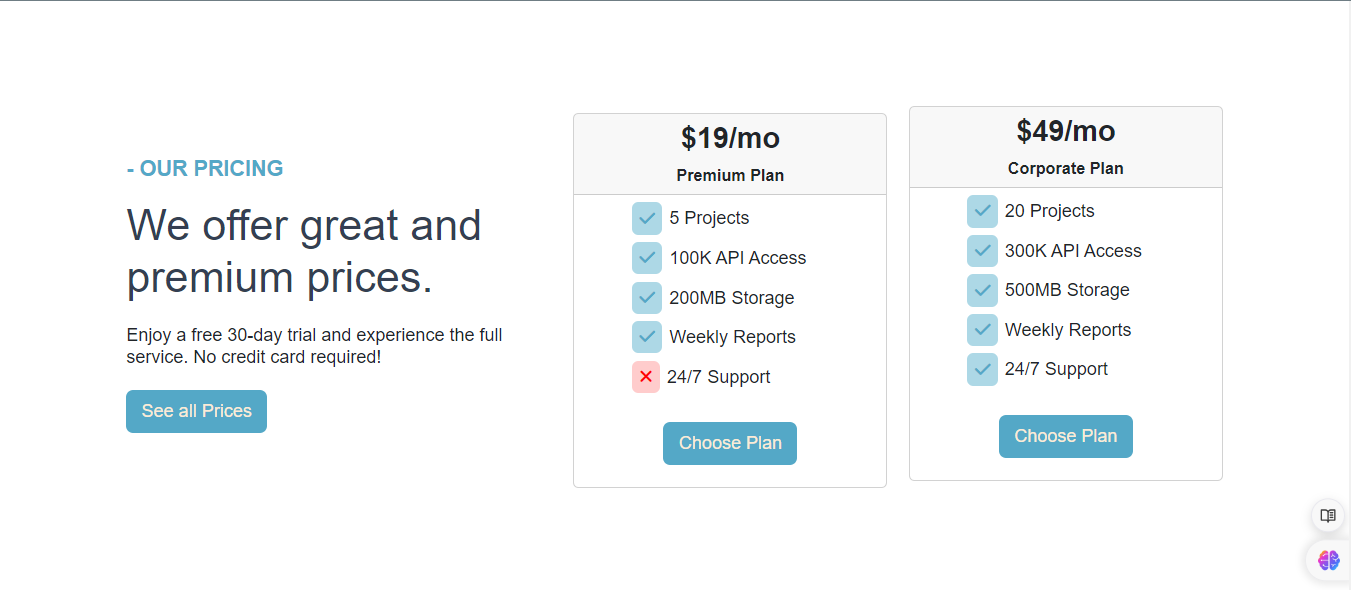 - OUR PRICING
We offer great and
premium prices.
Enjoy a free 30-day trial and experience the full
service. No credit card required!
See all Prices
$19/mo
Premium Plan
5 Projects
100K API Access
200MB Storage
Weekly Reports
24/7 Support
Choose Plan
$49/mo
Corporate Plan
20 Projects
300K API Access
500MB Storage
Weekly Reports
24/7 Support
Choose Plan